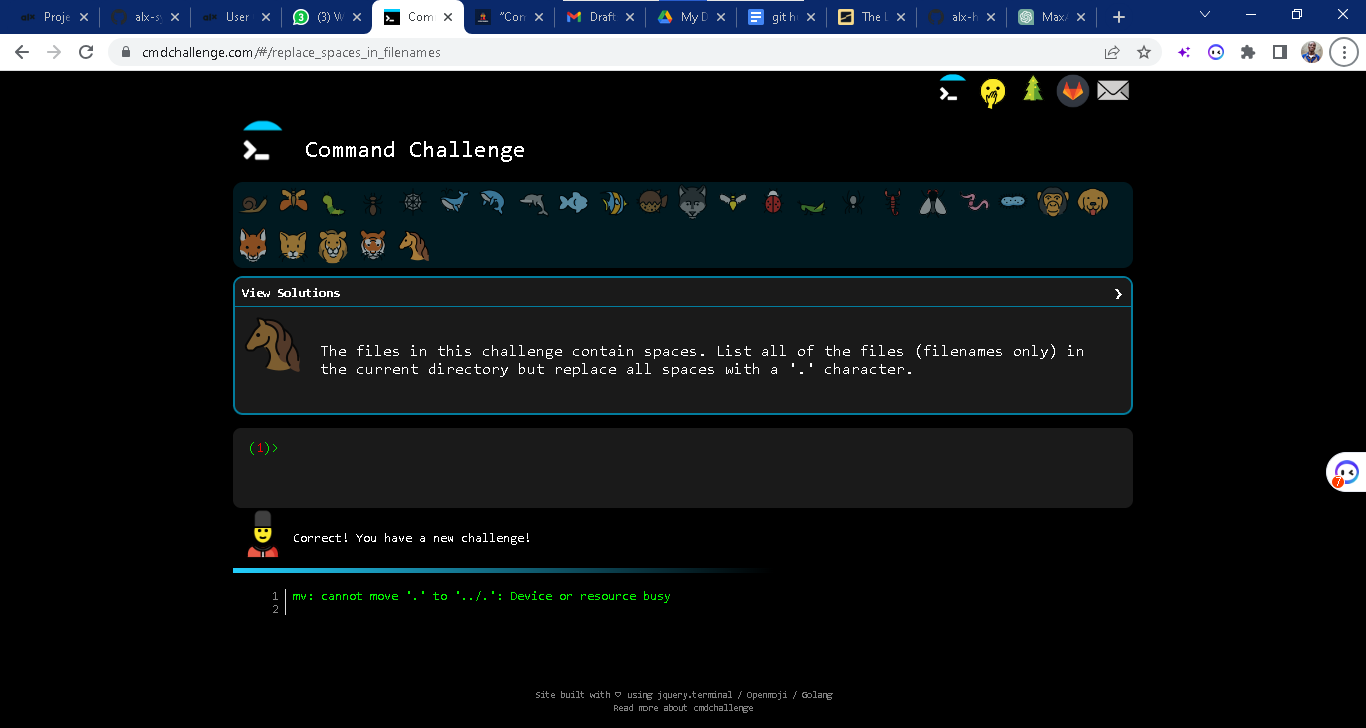 Proje
alx-sy
User
(3) W
Com
"Con
Draft
My D
git h
The L
alx-h
MaxA
cmdchallenge.com/#/replace_spaces_in_filenames
Command Challenge
View Solutions
The files in this challenge contain spaces. List all of the files (filenames only) in
the current directory but replace all spaces with a '.' character.
(1)>
Correct! You have a new challenge!
1 mv: cannot move '.' to '../.': Device or resource busy
2
Site built with ♡ using jquery.terminal / Openmoji / Golang
Read more about cmdchallenge